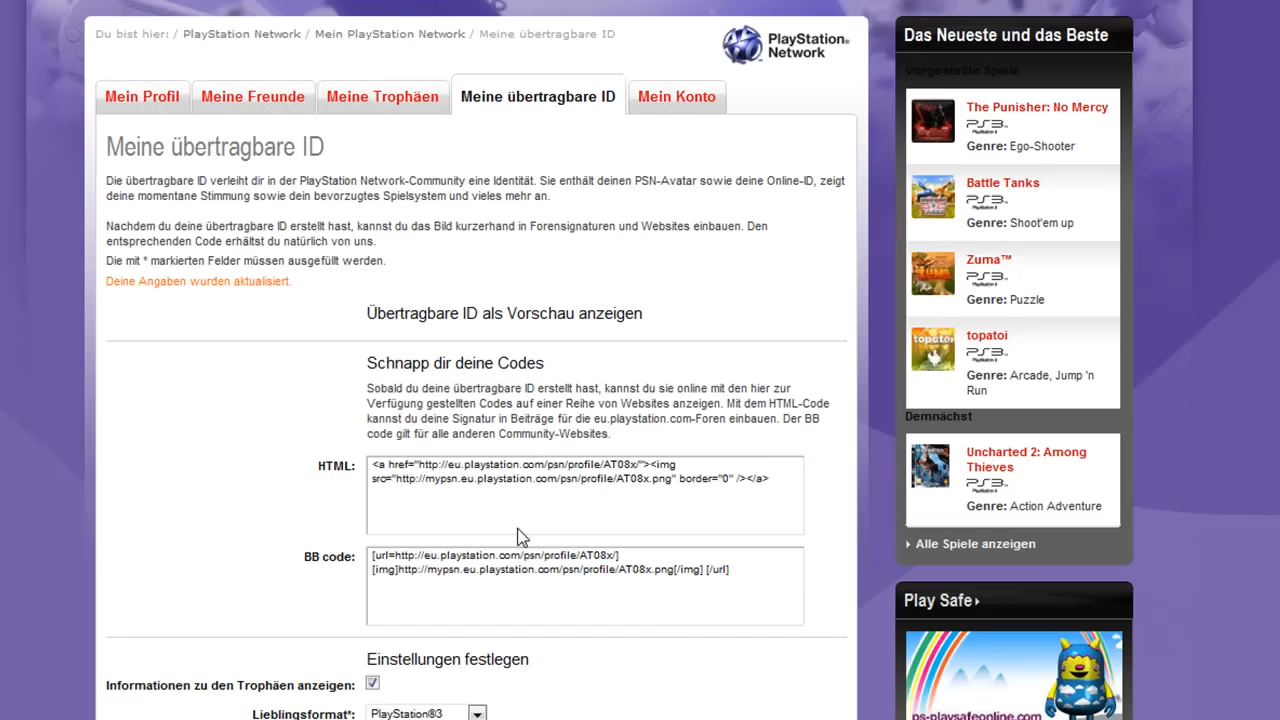 Du bist hier: / PlayStation Network / Mein PlayStation Network / Meine übertragbare ID
PlayStation
Network
Mein Profil
Meine Freunde
Meine Trophäen
Meine übertragbare ID
Mein Konto
Meine übertragbare ID
Die übertragbare ID verleiht dir in der PlayStation Network-Community eine Identität. Sie enthält deinen PSN-Avatar sowie deine Online-ID, zeigt
deine momentane Stimmung sowie dein bevorzugtes Spielsystem und vieles mehr an.
Nachdem du deine übertragbare ID erstellt hast, kannst du das Bild kurzerhand in Forensignaturen und Websites einbauen. Den
entsprechenden Code erhältst du natürlich von uns.
Die mit * markierten Felder müssen ausgefüllt werden.
Deine Angaben wurden aktualisiert.
Übertragbare ID als Vorschau anzeigen
Schnapp dir deine Codes
Sobald du deine übertragbare ID erstellt hast, kannst du sie online mit den hier zur
Verfügung gestellten Codes auf einer Reihe von Websites anzeigen. Mit dem HTML-Code
kannst du deine Signatur in Beiträge für die eu.playstation.com-Foren einbauen. Der BB
code gilt für alle anderen Community-Websites.
HTML:
<a href="http://eu.playstation.com/psn/profile/AT08x/"><img
src="http://mypsn.eu.playstation.com/psn/profile/AT08x.png" border="0" /></a>
BB code:
[url=http://eu.playstation.com/psn/profile/AT08x/]
[img]http://mypsn.eu.playstation.com/psn/profile/AT08x.png[/img] [/url]
Einstellungen festlegen
Informationen zu den Trophäen anzeigen:
Lieblingsformat*: PlayStation®3
Das Neueste und das Beste
Vorgestellte Spiele
The Punisher: No Mercy
PS3
Genre: Ego-Shooter
Battle Tanks
PS3
Genre: Shoot'em up
Zuma™
PS3
Genre: Puzzle
topatoi
PS3
Genre: Arcade, Jump 'n
Run
Demnächst
Uncharted 2: Among
Thieves
PS3
Genre: Action Adventure
Alle Spiele anzeigen
Play Safe
ps-playsafeonline.com